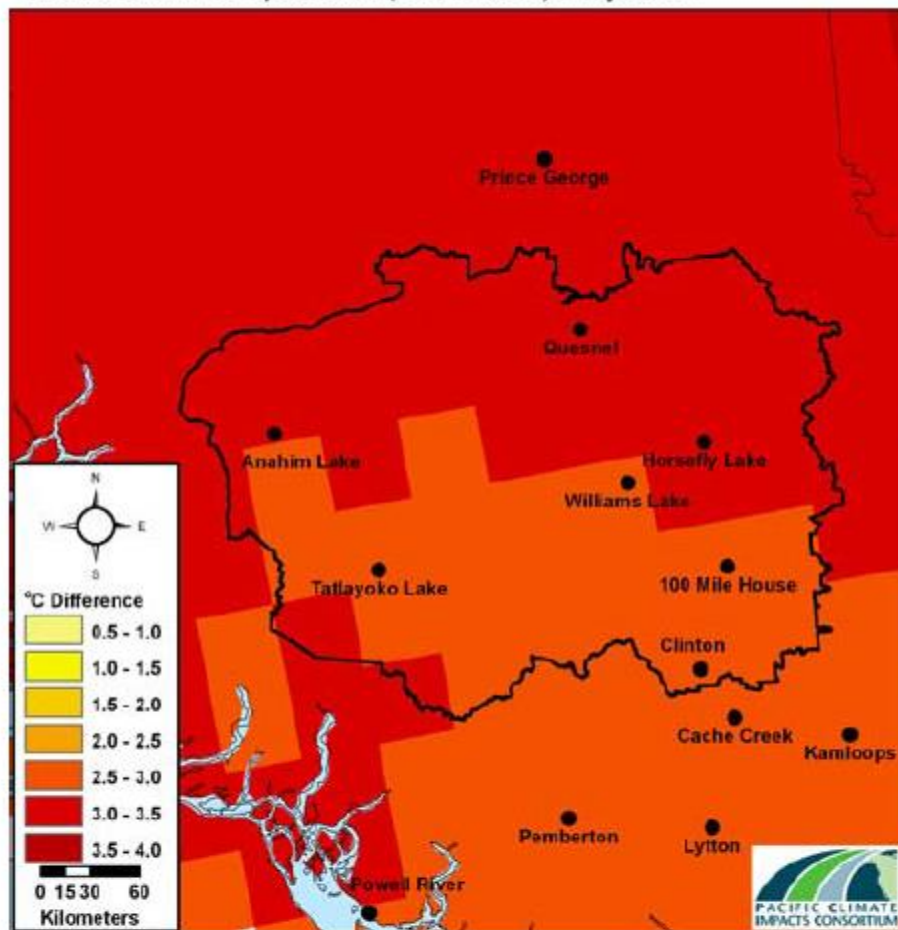 Prince George
Quesnel
Anahim Lake
Horsefly Lake
Williams Lake
Tatlayoko Lake
100 Mile House
Clinton
Cache Creek
Kamloops
Pemberton
Lytton
Powell River
N
W E
S
°C Difference
0.5 - 1.0
1.0 - 1.5
1.5 - 2.0
2.0 - 2.5
2.5 - 3.0
3.0 - 3.5
3.5 - 4.0
0 15 30 60
Kilometers
PACIFIC CLIMATE
IMPACTS CONSORTIUM